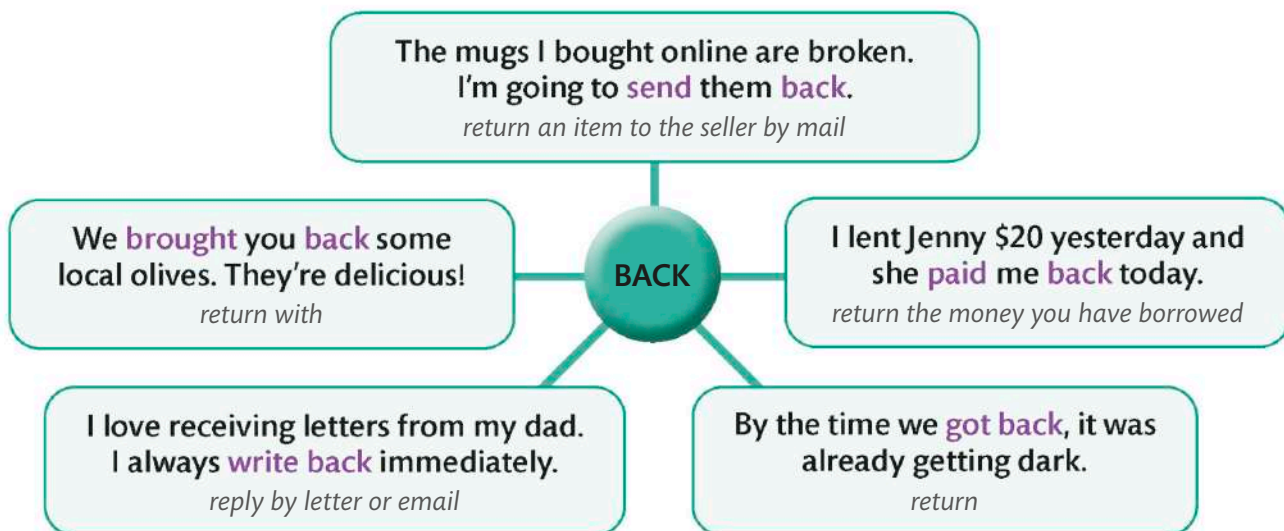 The mugs I bought online are broken.
I'm going to send them back.
return an item to the seller by mail
We brought you back some
local olives. They're delicious!
return with
BACK
I lent Jenny $20 yesterday and
she paid me back today.
return the money you have borrowed
I love receiving letters from my dad.
I always write back immediately.
reply by letter or email
By the time we got back, it was
already getting dark.
return